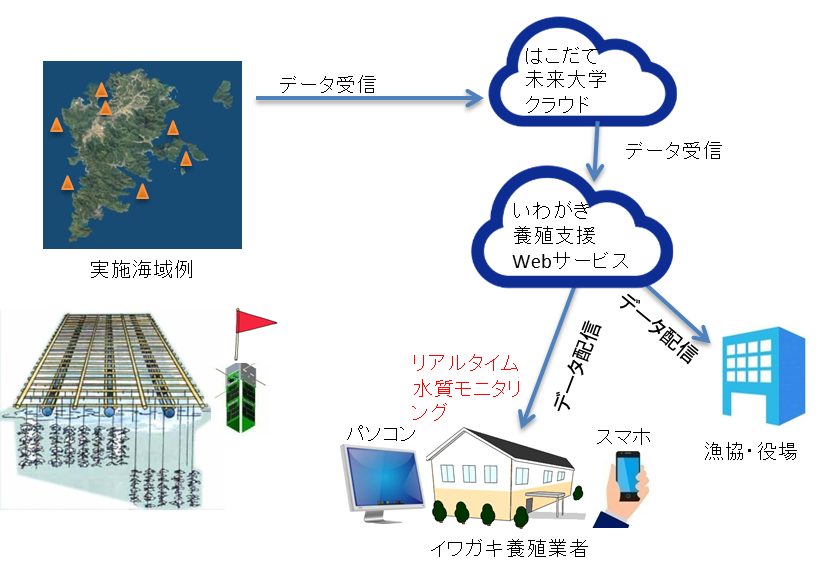 はこだて
未来大学
クラウド
データ受信
データ受信
いわがき
養殖支援
Webサービス
実施海域例
データ配信
データ配信
リアルタイム
水質モニタリ
ング
パソコン
スマホ
漁協・役場
イワガキ養殖業者